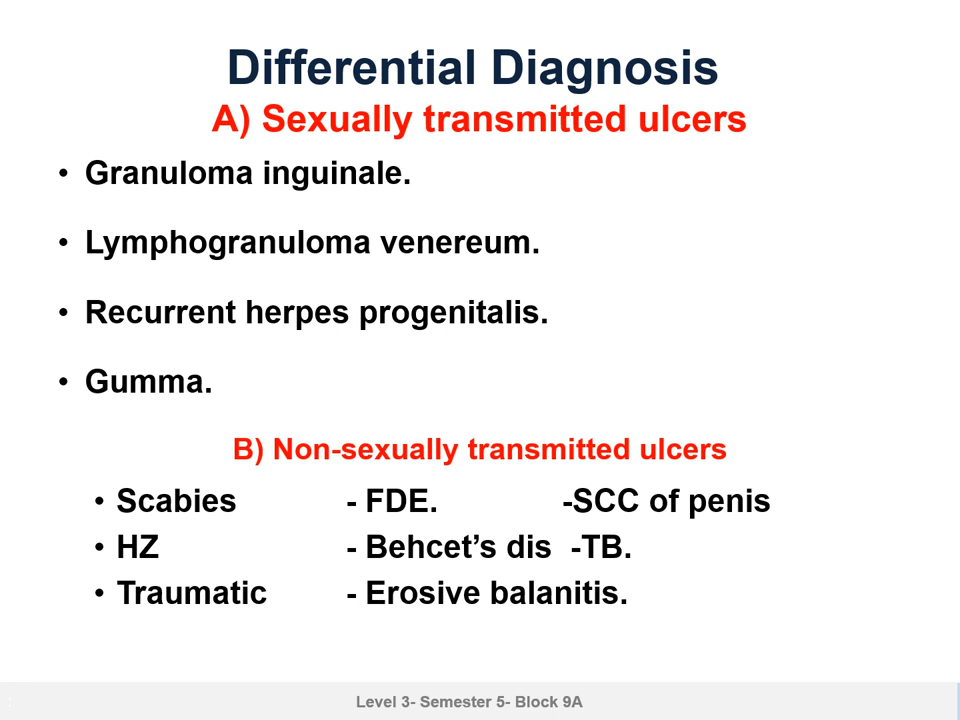 Differential Diagnosis
A) Sexually transmitted ulcers
• Granuloma inguinale.
• Lymphogranuloma venereum.
• Recurrent herpes progenitalis.
• Gumma.
B) Non-sexually transmitted ulcers
• Scabies - FDE. -SCC of penis
• HZ - Behcet’s dis -TB.
• Traumatic - Erosive balanitis.
Level 3- Semester 5- Block 9A